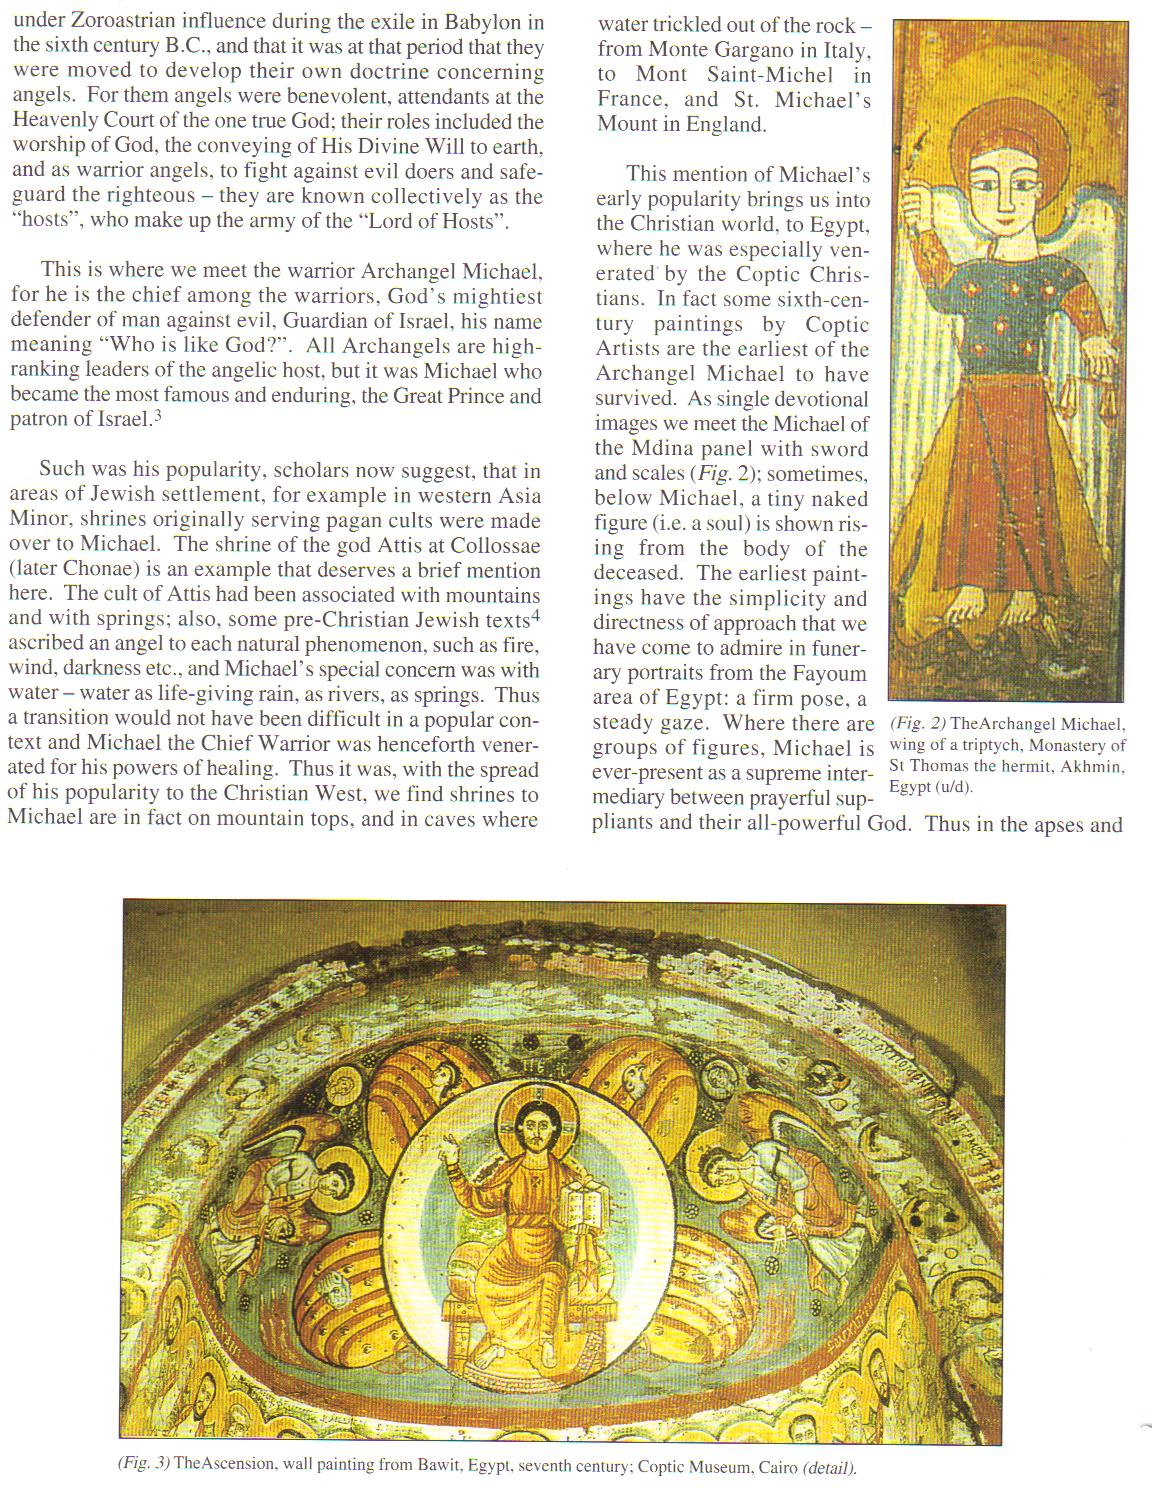 under Zoroastrian influence during the exile in Babylon in
the sixth century B.C., and that it was at that period that they
were moved to develop their own doctrine concerning
angels. For them angels were benevolent, attendants at the
Heavenly Court of the one true God; their roles included the
worship of God, the conveying of His Divine Will to earth,
and as warrior angels, to fight against evil doers and safe-
guard the righteous – they are known collectively as the
“hosts”, who make up the army of the “Lord of Hosts”.
This is where we meet the warrior Archangel Michael,
for he is the chief among the warriors, God's mightiest
defender of man against evil, Guardian of Israel, his name
meaning “Who is like God?”. All Archangels are high-
ranking leaders of the angelic host, but it was Michael who
became the most famous and enduring, the Great Prince and
patron of Israel.3
Such was his popularity, scholars now suggest, that in
areas of Jewish settlement, for example in western Asia
Minor, shrines originally serving pagan cults were made
over to Michael. The shrine of the god Attis at Collossae
(later Chonae) is an example that deserves a brief mention
here. The cult of Attis had been associated with mountains
and with springs; also, some pre-Christian Jewish texts4
ascribed an angel to each natural phenomenon, such as fire,
wind, darkness etc., and Michael's special concern was with
water – water as life-giving rain, as rivers, as springs. Thus
a transition would not have been difficult in a popular con-
text and Michael the Chief Warrior was henceforth vener-
ated for his powers of healing. Thus it was, with the spread
of his popularity to the Christian West, we find shrines to
Michael are in fact on mountain tops, and in caves where
water trickled out of the rock –
from Monte Gargano in Italy,
to Mont Saint-Michel in
France, and St. Michael's
Mount in England.
This mention of Michael's
early popularity brings us into
the Christian world, to Egypt,
where he was especially ven-
erated by the Coptic Chris-
tians. In fact some sixth-cen-
tury paintings by Coptic
Artists are the earliest of the
Archangel Michael to have
survived. As single devotional
images we meet the Michael of
the Mdina panel with sword
and scales (Fig. 2); sometimes,
below Michael, a tiny naked
figure (i.e. a soul) is shown ris-
ing from the body of the
deceased. The earliest paint-
ings have the simplicity and
directness of approach that we
have come to admire in funer-
ary portraits from the Fayoum
area of Egypt: a firm pose, a
steady gaze. Where there are
groups of figures, Michael is
ever-present as a supreme inter-
mediary between prayerful sup-
pliants and their all-powerful God. Thus in the apses and
(Fig. 2) TheArchangel Michael,
wing of a triptych, Monastery of
St Thomas the hermit, Akhmin,
Egypt (u/d).
(Fig. 3) TheAscension, wall painting from Bawit, Egypt, seventh century; Coptic Museum, Cairo (detail).